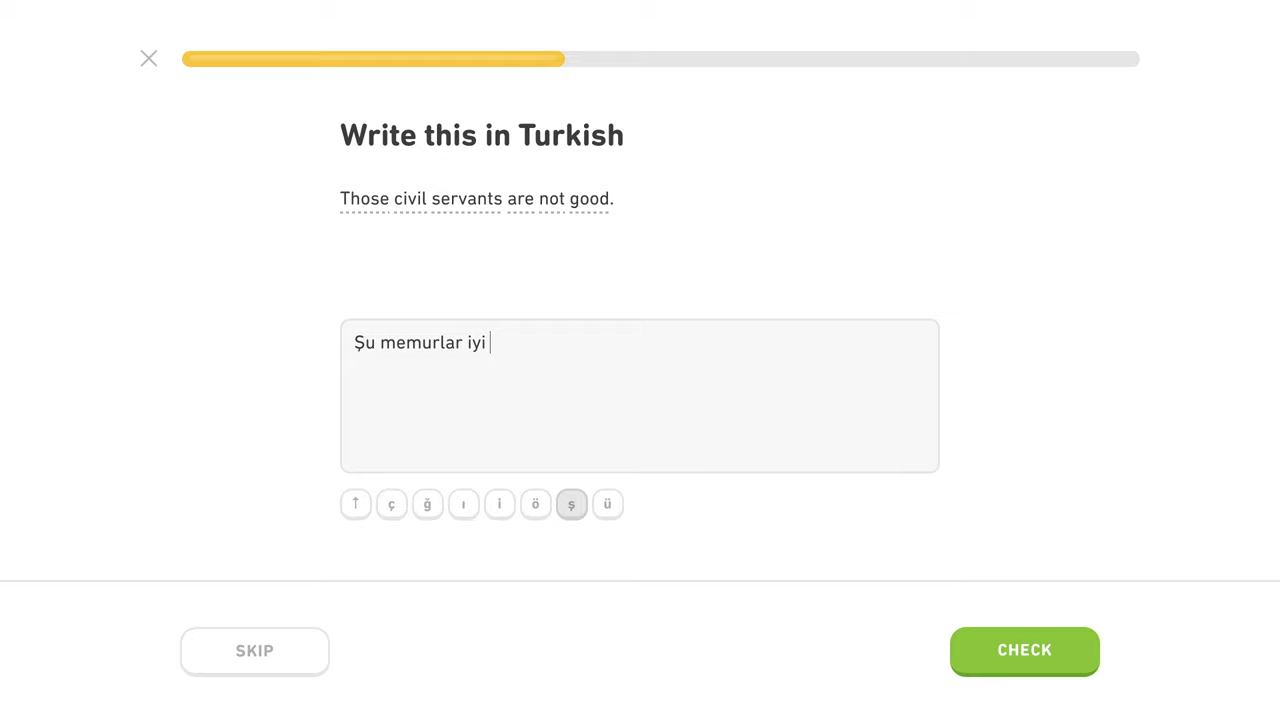 Write this in Turkish
Those civil servants are not good.
Şu memurlar iyi
↑ ç ğ ı i ö ş ü
SKIP
CHECK